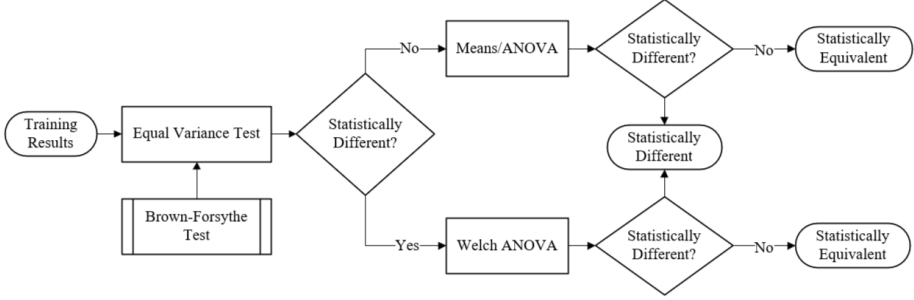 Training
Results
Equal Variance Test
Brown-Forsythe
Test
Statistically
Different?
No
Means/ANOVA
Statistically
Different?
No
Statistically
Equivalent
Statistically
Different
Yes
Welch ANOVA
Statistically
Different?
No
Statistically
Equivalent